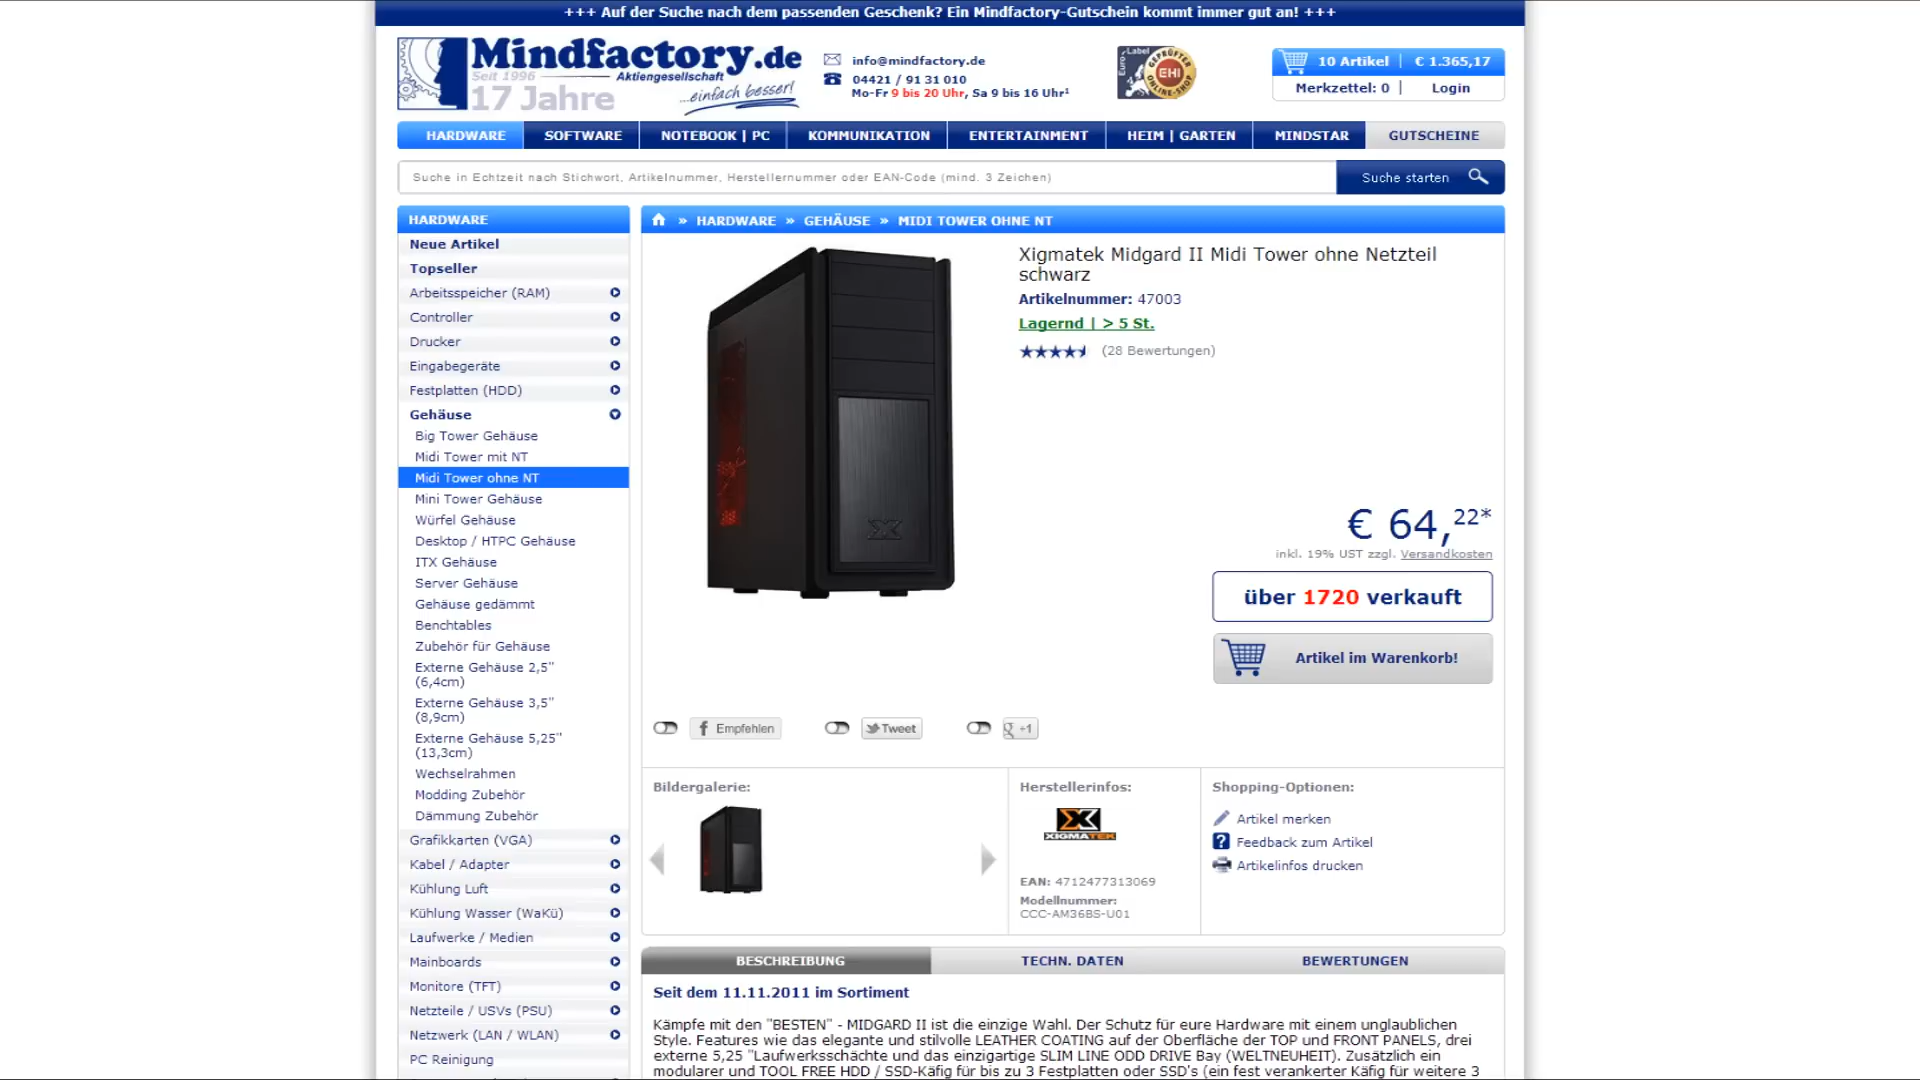 +++ Auf der Suche nach dem passenden Geschenk? Ein Mindfactory-Gutschein kommt immer gut an! +++
Mindfactory.de
Seit 1996
Aktiengesellschaft
17 Jahre
...einfach besser!
info@mindfactory.de
04421 / 91 31 010
Mo-Fr 9 bis 20 Uhr, Sa 9 bis 16 Uhr¹
Euro-Label
GEPRÜFTER
EHI
ONLINE-SHOP
10 Artikel | € 1.365,17
Merkzettel: 0 | Login
HARDWARE SOFTWARE NOTEBOOK | PC KOMMUNIKATION ENTERTAINMENT HEIM | GARTEN MINDSTAR GUTSCHEINE
Suche in Echtzeit nach Stichwort, Artikelnummer, Herstellernummer oder EAN-Code (mind. 3 Zeichen)
Suche starten
HARDWARE
Neue Artikel
Topseller
Arbeitsspeicher (RAM)
Controller
Drucker
Eingabegeräte
Festplatten (HDD)
Gehäuse
Big Tower Gehäuse
Midi Tower mit NT
Midi Tower ohne NT
Mini Tower Gehäuse
Würfel Gehäuse
Desktop / HTPC Gehäuse
ITX Gehäuse
Server Gehäuse
Gehäuse gedämmt
Benchtables
Zubehör für Gehäuse
Externe Gehäuse 2,5"
(6,4cm)
Externe Gehäuse 3,5"
(8,9cm)
Externe Gehäuse 5,25"
(13,3cm)
Wechselrahmen
Modding Zubehör
Dämmung Zubehör
Grafikkarten (VGA)
Kabel / Adapter
Kühlung Luft
Kühlung Wasser (WaKü)
Laufwerke / Medien
Mainboards
Monitore (TFT)
Netzteile / USVs (PSU)
Netzwerk (LAN / WLAN)
PC Reinigung
» HARDWARE » GEHÄUSE » MIDI TOWER OHNE NT
Xigmatek Midgard II Midi Tower ohne Netzteil
schwarz
Artikelnummer: 47003
Lagernd | > 5 St.
(28 Bewertungen)
€ 64,22*
inkl. 19% UST zzgl. Versandkosten
über 1720 verkauft
Artikel im Warenkorb!
Empfehlen
Tweet
+1
Bildergalerie:
Herstellerinfos:
XIGMATEK
EAN: 4712477313069
Modellnummer:
CCC-AM36BS-U01
Shopping-Optionen:
Artikel merken
Feedback zum Artikel
Artikelinfos drucken
BESCHREIBUNG TECHN. DATEN BEWERTUNGEN
Seit dem 11.11.2011 im Sortiment
Kämpfe mit den "BESTEN" - MIDGARD II ist die einzige Wahl. Der Schutz für eure Hardware mit einem unglaublichen
Style. Features wie das elegante und stilvolle LEATHER COATING auf der Oberfläche der TOP und FRONT PANELS, drei
externe 5,25 "Laufwerksschächte und das einzigartige SLIM LINE ODD DRIVE Bay (WELTNEUHEIT). Zusätzlich ein
modularer und TOOL FREE HDD / SSD-Käfig für bis zu 3 Festplatten oder SSD's (ein fest verankerter Käfig für weitere 3